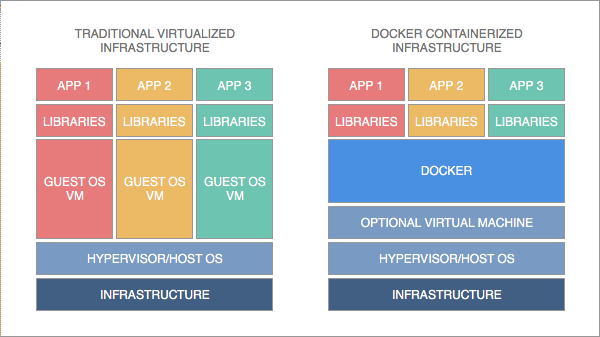 TRADITIONAL VIRTUALIZED
INFRASTRUCTURE
APP 1
APP 2
APP 3
LIBRARIES
LIBRARIES
LIBRARIES
GUEST OS
VM
GUEST OS
VM
GUEST OS
VM
HYPERVISOR/HOST OS
INFRASTRUCTURE
DOCKER CONTAINERIZED
INFRASTRUCTURE
APP 1
APP 2
APP 3
LIBRARIES
LIBRARIES
LIBRARIES
DOCKER
OPTIONAL VIRTUAL MACHINE
HYPERVISOR/HOST OS
INFRASTRUCTURE